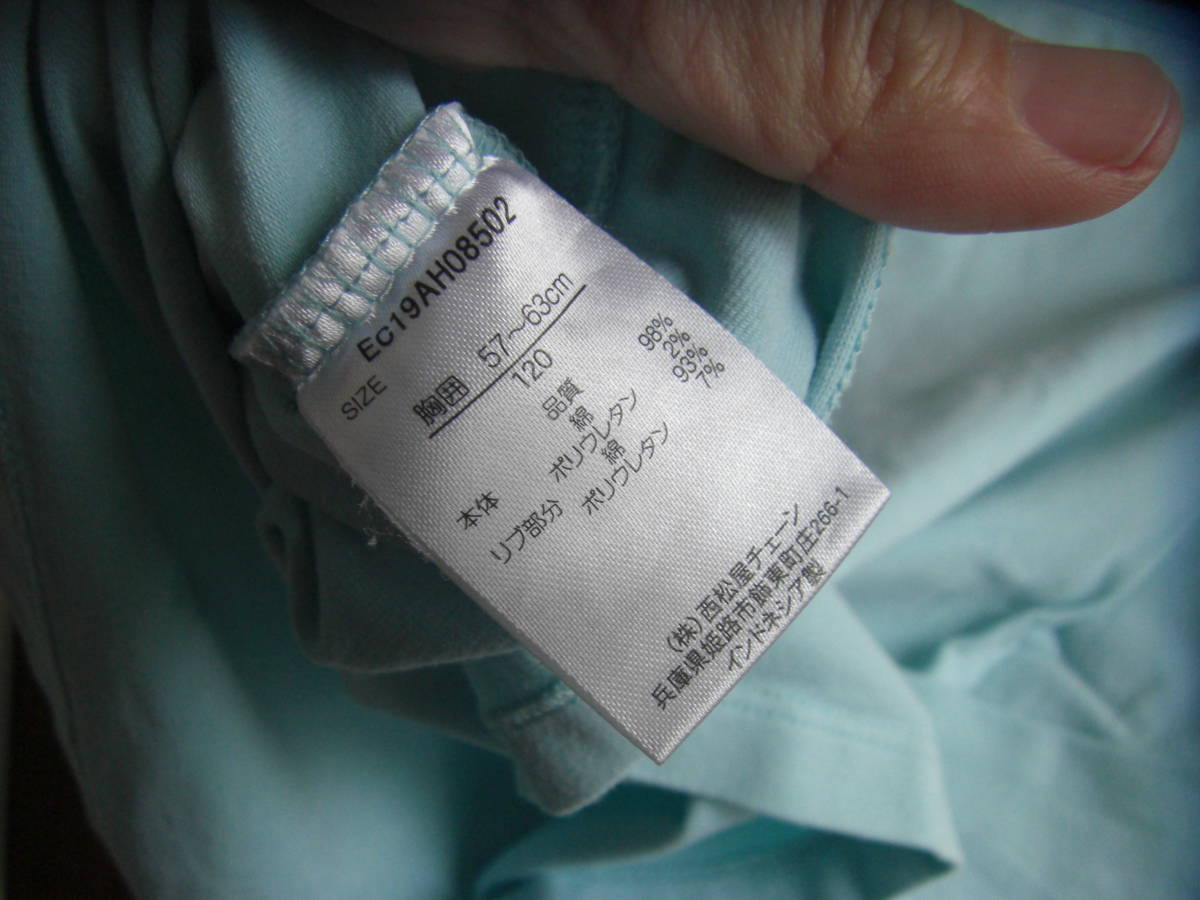 EC19AH08502
SIZE
胸囲 57～63cm
120
品質
本体 綿 98%
ポリウレタン 2%
リブ部分 綿 93%
ポリウレタン 7%
(株)西松屋チェーン
兵庫県姫路市飾東町庄266-1
インドネシア製